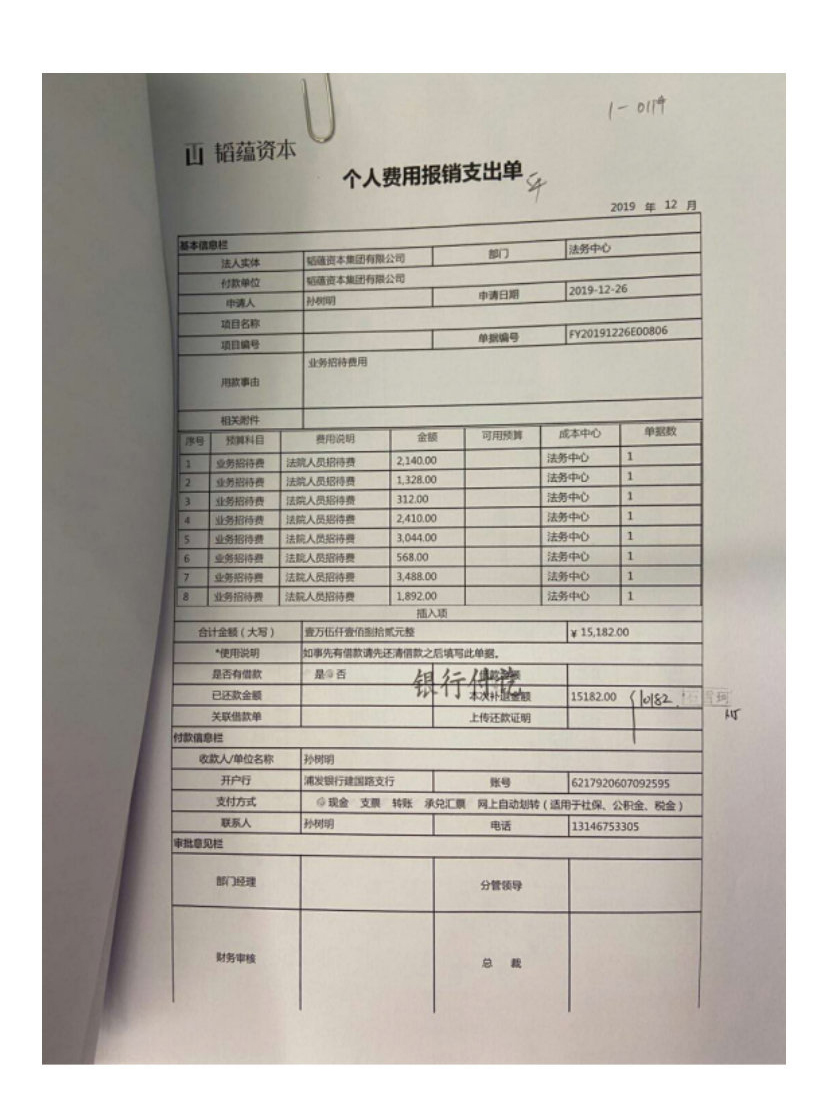 韬蕴资本
个人费用报销支出单
2019 年 12 月
基本信息栏
法人实体 韬蕴资本集团有限公司 部门 法务中心
付款单位 韬蕴资本集团有限公司
申请人 孙树明 申请日期 2019-12-26
项目名称
项目编号 单据编号 FY20191226E00806
用款事由 业务招待费用
相关附件
序号 预算科目 费用说明 金额 可用预算 成本中心 单据数
1 业务招待费 法院人员招待费 2,140.00 法务中心 1
2 业务招待费 法院人员招待费 1,328.00 法务中心 1
3 业务招待费 法院人员招待费 312.00 法务中心 1
4 业务招待费 法院人员招待费 2,410.00 法务中心 1
5 业务招待费 法院人员招待费 3,044.00 法务中心 1
6 业务招待费 法院人员招待费 568.00 法务中心 1
7 业务招待费 法院人员招待费 3,488.00 法务中心 1
8 业务招待费 法院人员招待费 1,892.00 法务中心 1
插入项
合计金额(大写) 壹万伍仟壹佰捌拾贰元整 ¥ 15,182.00
*使用说明 如事先有借款请先还清借款之后填写此单据。
是否有借款 是 否
银行付讫
已还款金额 本次补退金额 15182.00
关联借款单 上传还款证明
付款信息栏
收款人/单位名称 孙树明
开户行 浦发银行建国路支行 账号 6217920607092595
支付方式 现金 支票 转账 承兑汇票 网上自动划转(适用于社保、公积金、税金)
联系人 孙树明 电话 13146753305
审批意见栏
部门经理 分管领导
财务审核 总 裁